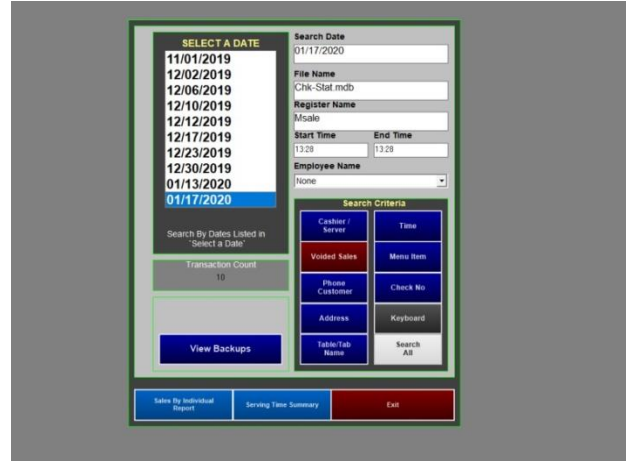 SELECT A DATE
11/01/2019
12/02/2019
12/06/2019
12/10/2019
12/12/2019
12/17/2019
12/23/2019
12/30/2019
01/13/2020
01/17/2020
Search By Dates Listed in
'Select a Date'
Transaction Count
10
View Backups
Search Date
01/17/2020
File Name
Chk-Stat.mdb
Register Name
Msale
Start Time End Time
13:28 13:28
Employee Name
None
Search Criteria
Cashier /
Server
Time
Voided Sales
Menu Item
Phone
Customer
Check No
Address
Keyboard
Table/Tab
Name
Search
All
Sales By Individual
Report
Serving Time Summary
Exit